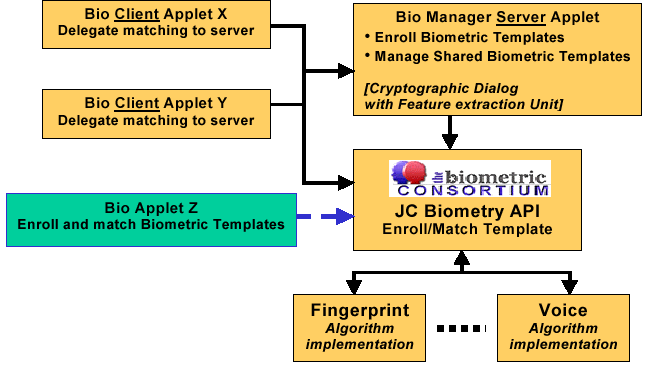 Bio Client Applet X
Delegate matching to server
Bio Client Applet Y
Delegate matching to server
Bio Manager Server Applet
• Enroll Biometric Templates
• Manage Shared Biometric Templates
[Cryptographic Dialog
with Feature extraction Unit]
the biometric
CONSORTIUM
JC Biometry API
Enroll/Match Template
Bio Applet Z
Enroll and match Biometric Templates
Fingerprint
Algorithm
implementation
Voice
Algorithm
implementation